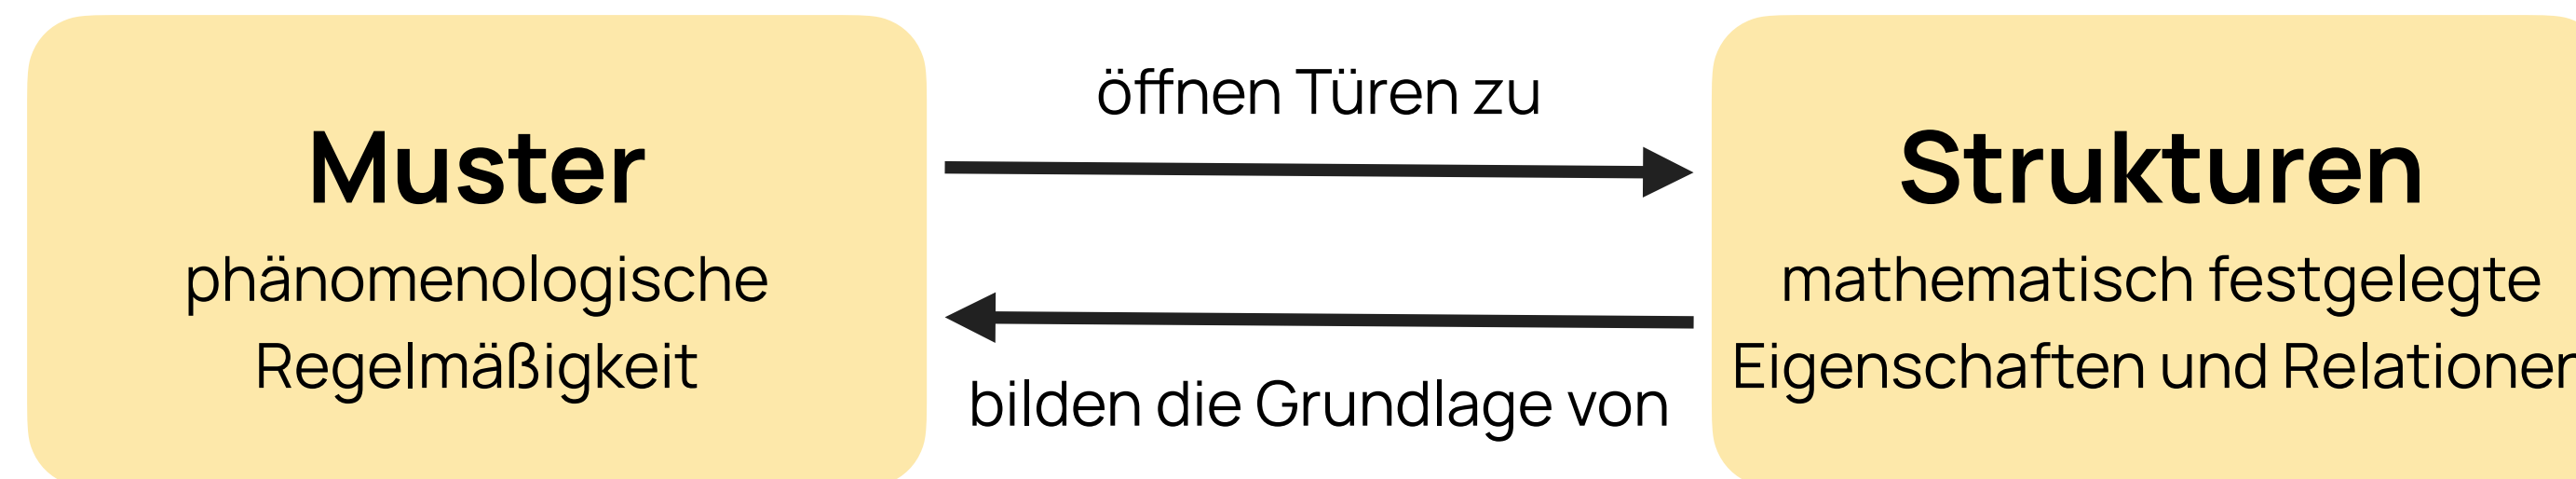 öffnen Türen zu
Muster
Strukturen
phänomenologische
Regelmäßigkeit
mathematisch festgelegte
Eigenschaften und Relationen
bilden die Grundlage von